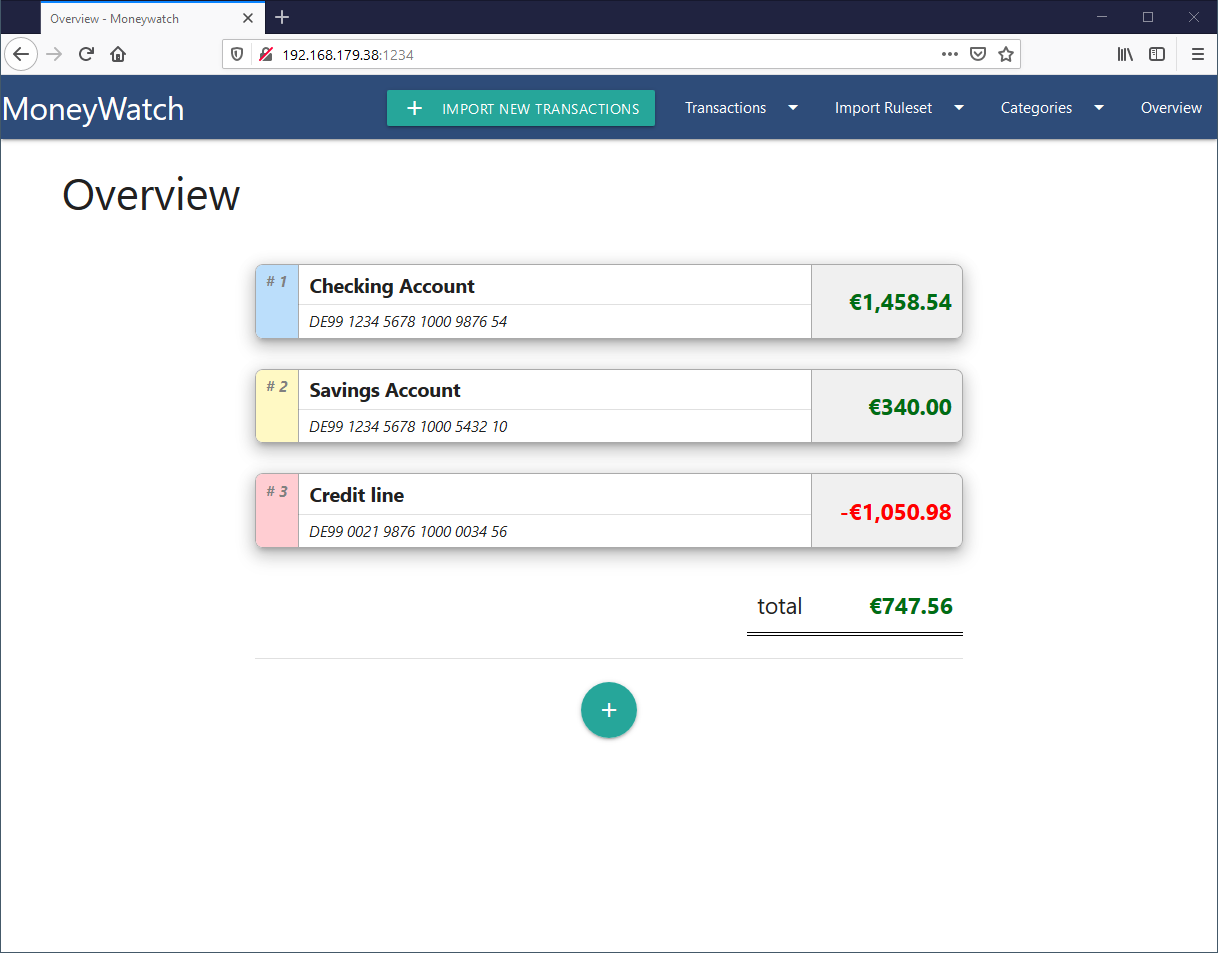 Overview - Moneywatch
192.168.179.38:1234
MoneyWatch
IMPORT NEW TRANSACTIONS
Transactions
Import Ruleset
Categories
Overview
Overview
# 1
Checking Account
DE99 1234 5678 1000 9876 54
€1,458.54
# 2
Savings Account
DE99 1234 5678 1000 5432 10
€340.00
# 3
Credit line
DE99 0021 9876 1000 0034 56
-€1,050.98
total €747.56